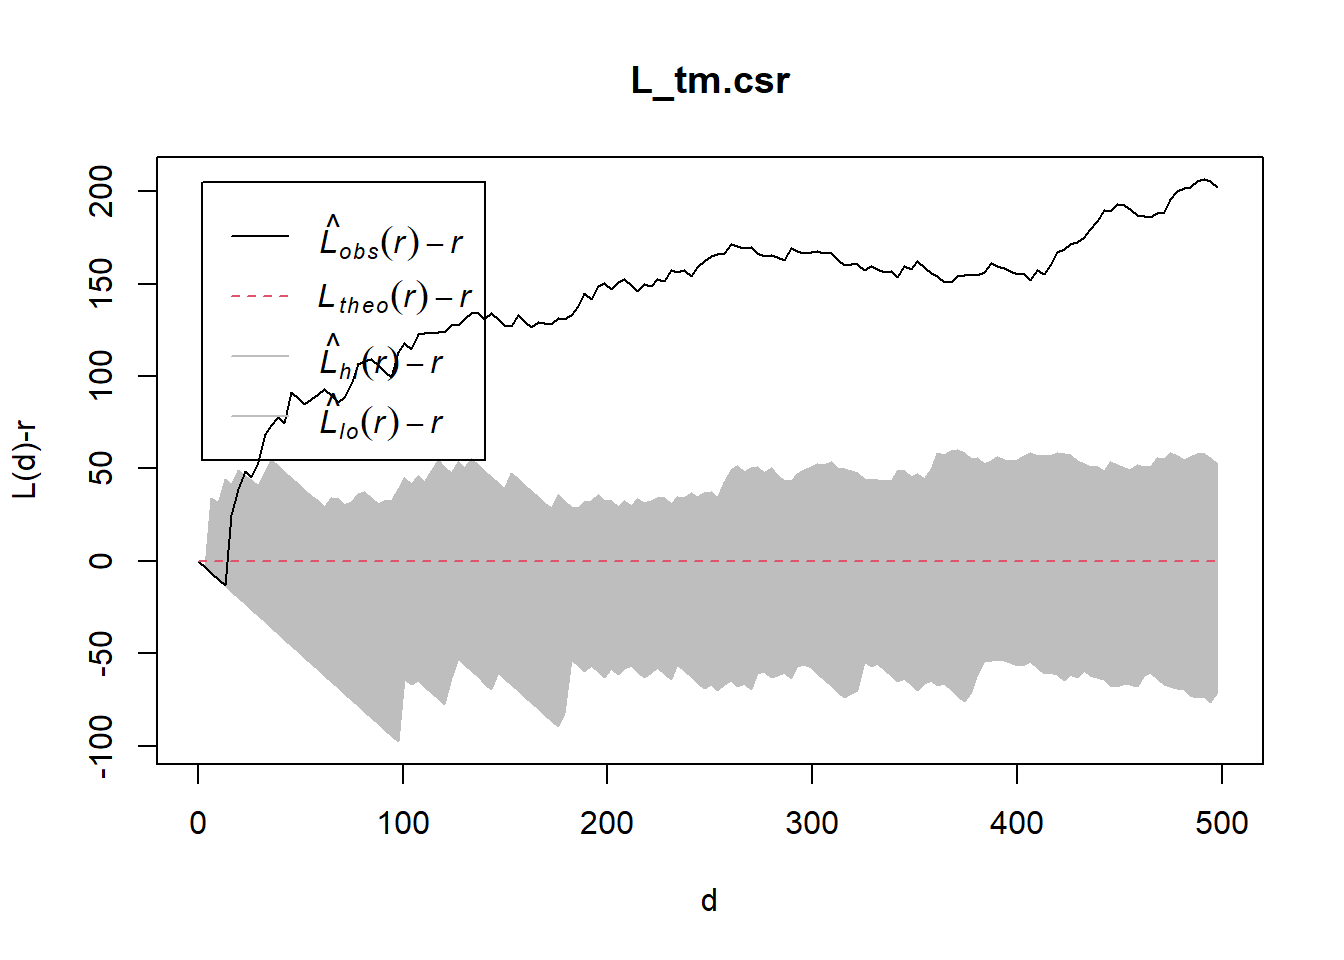 L_tm.csr
L̂obs(r) – r
Ltheo(r) – r
L̂hi(r) – r
L̂lo(r) – r
L(d)-r
200
150
100
50
0
-50
-100
0 100 200 300 400 500
d